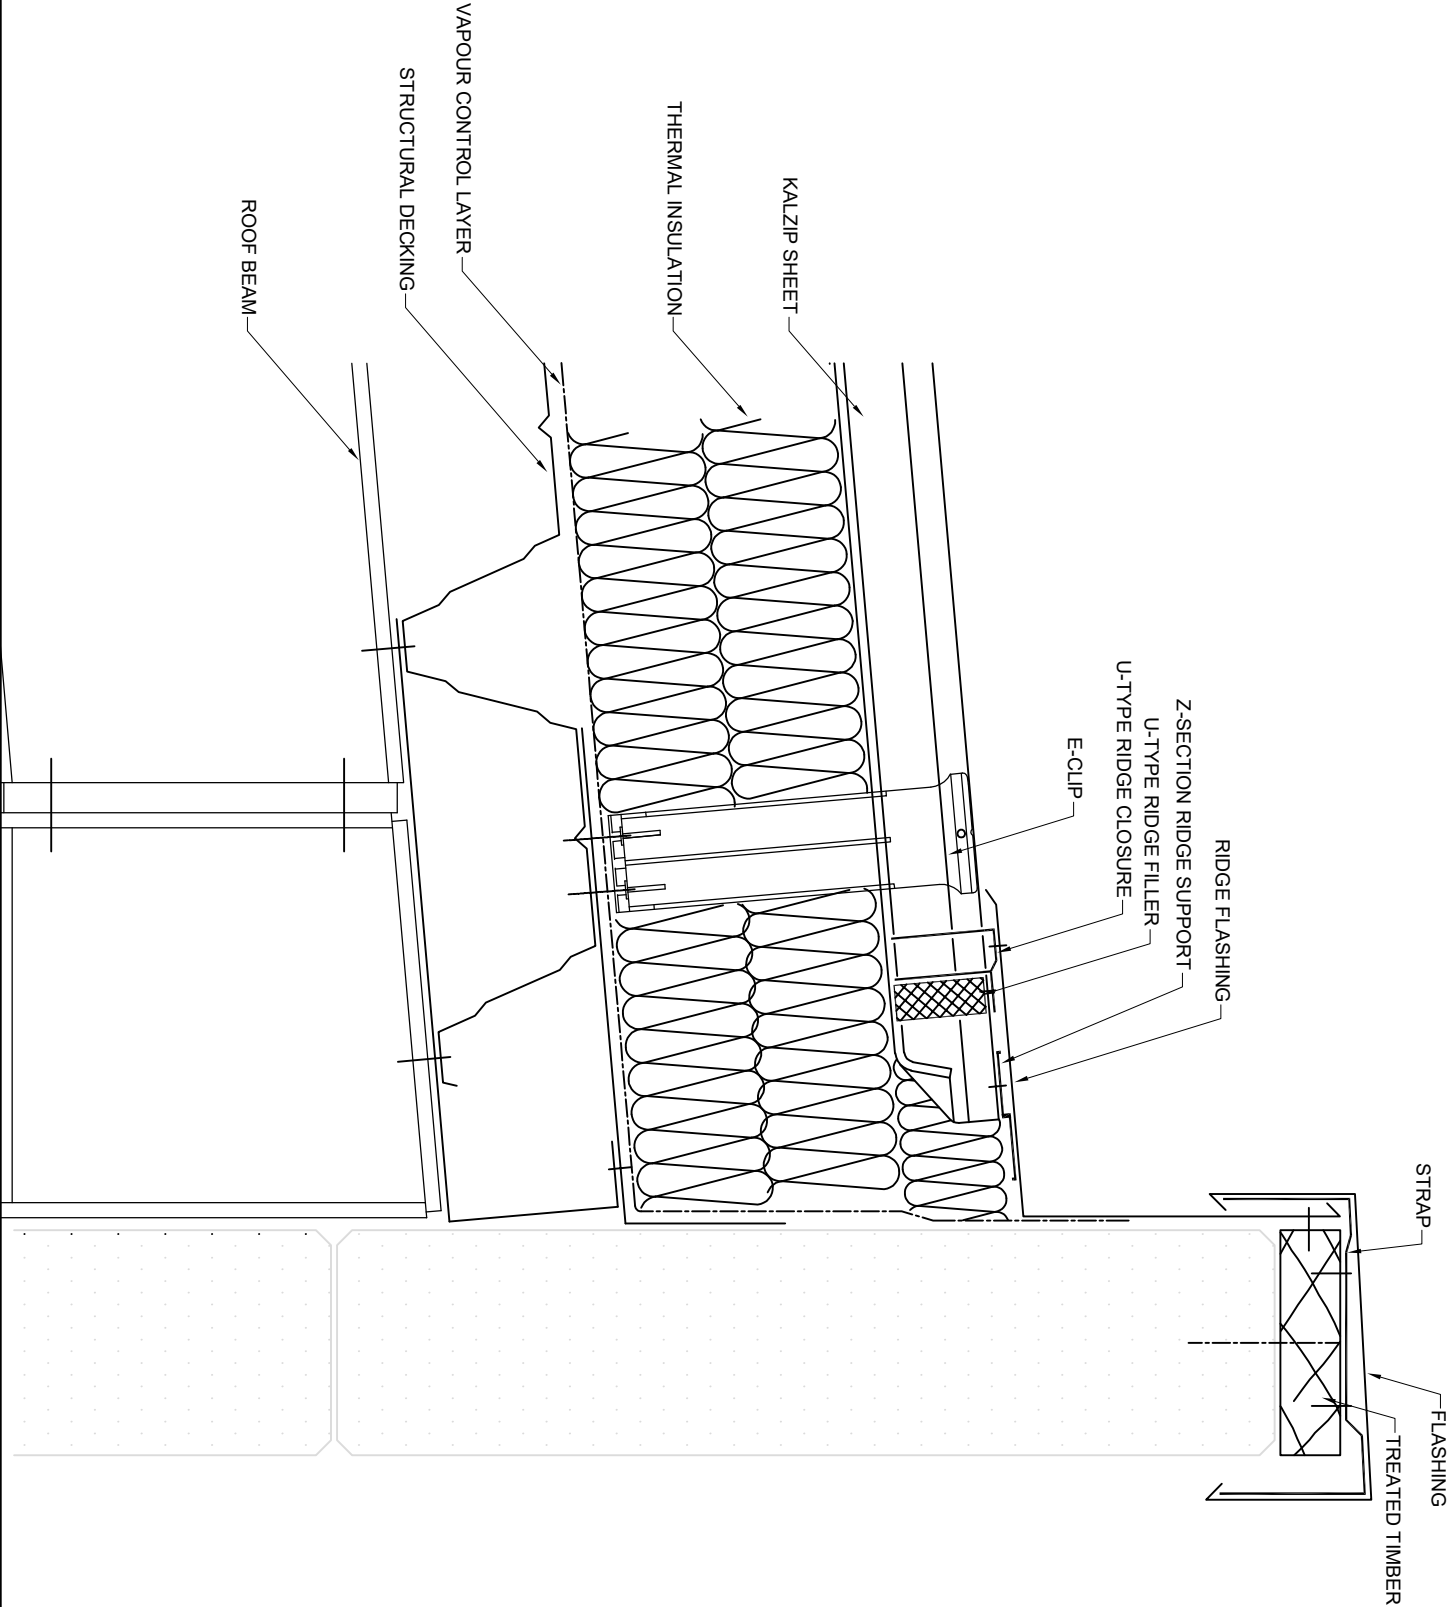 FLASHING
STRAP
TREATED TIMBER
RIDGE FLASHING
Z-SECTION RIDGE SUPPORT
U-TYPE RIDGE FILLER
U-TYPE RIDGE CLOSURE
E-CLIP
KALZIP SHEET
THERMAL INSULATION
VAPOUR CONTROL LAYER
STRUCTURAL DECKING
ROOF BEAM